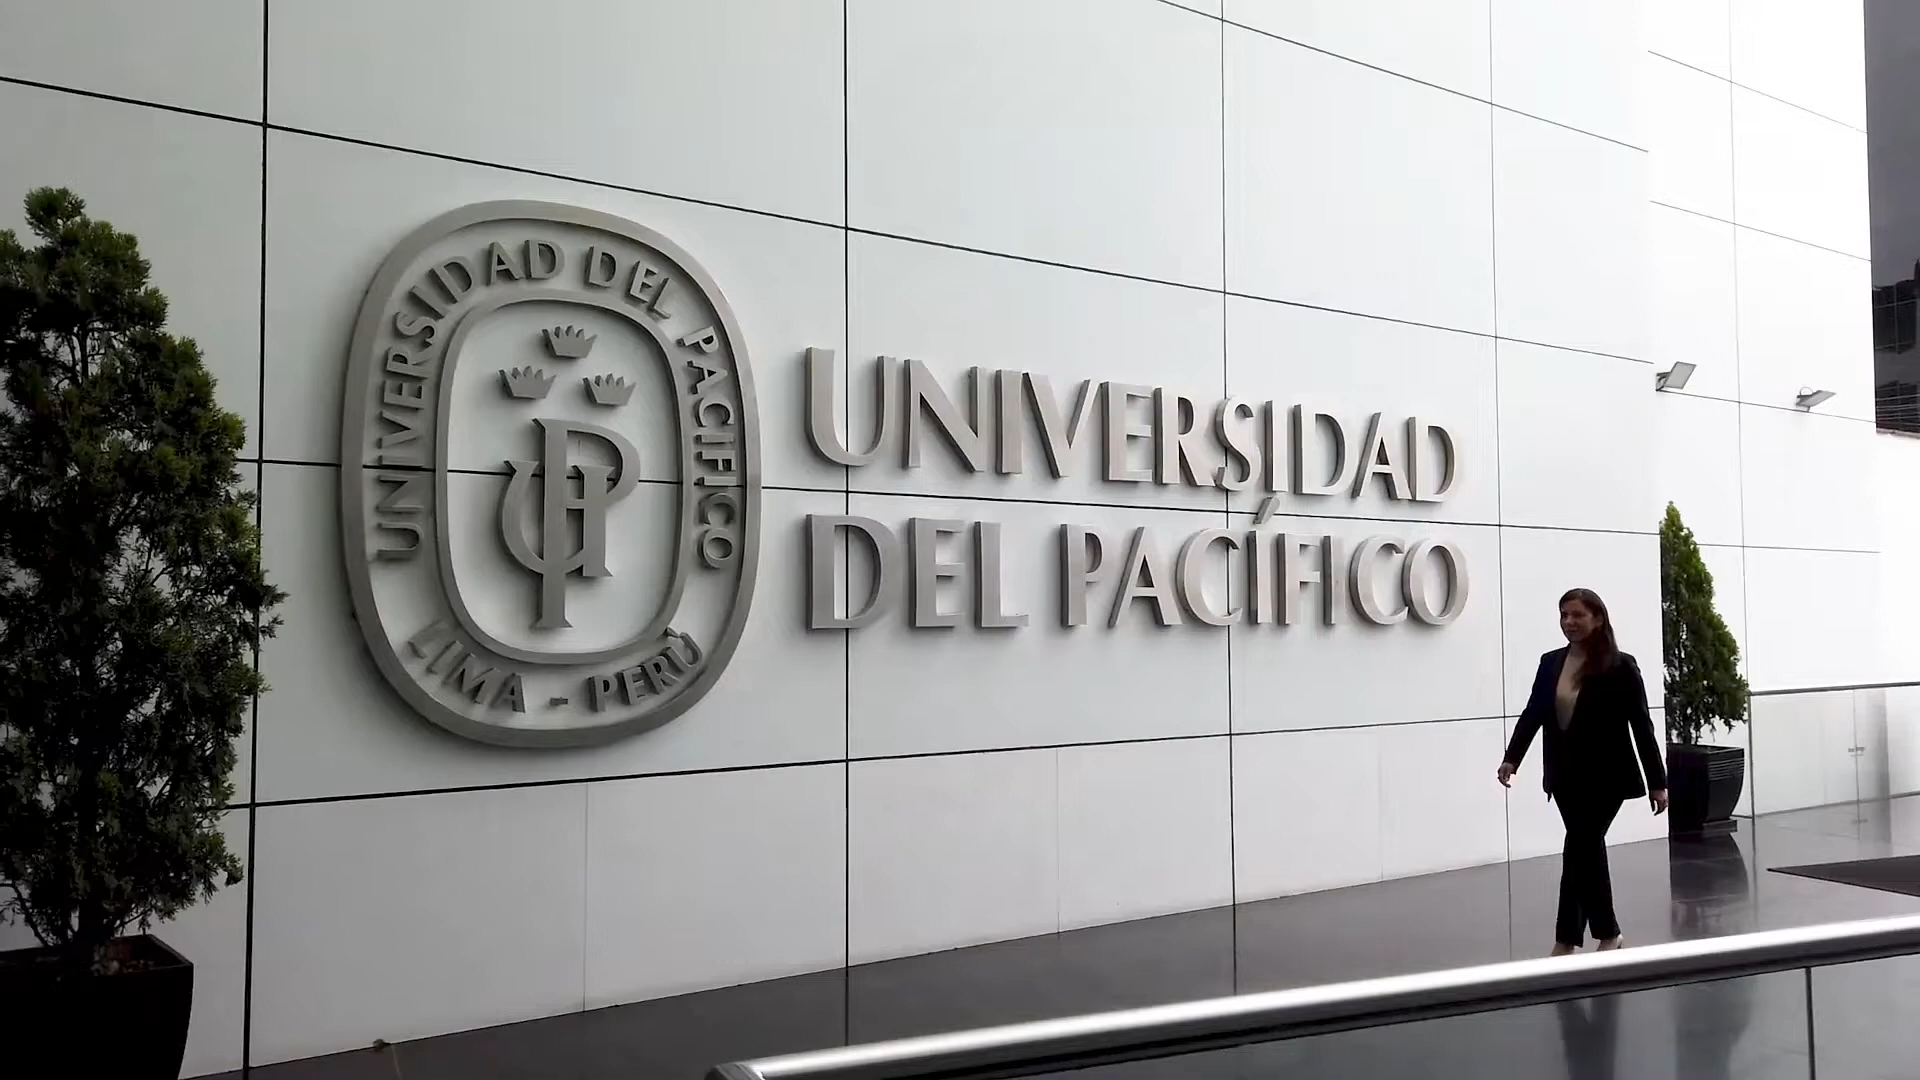 UNIVERSIDAD DEL PACIFICO
LIMA - PERÚ
UP
UNIVERSIDAD
DEL PACÍFICO